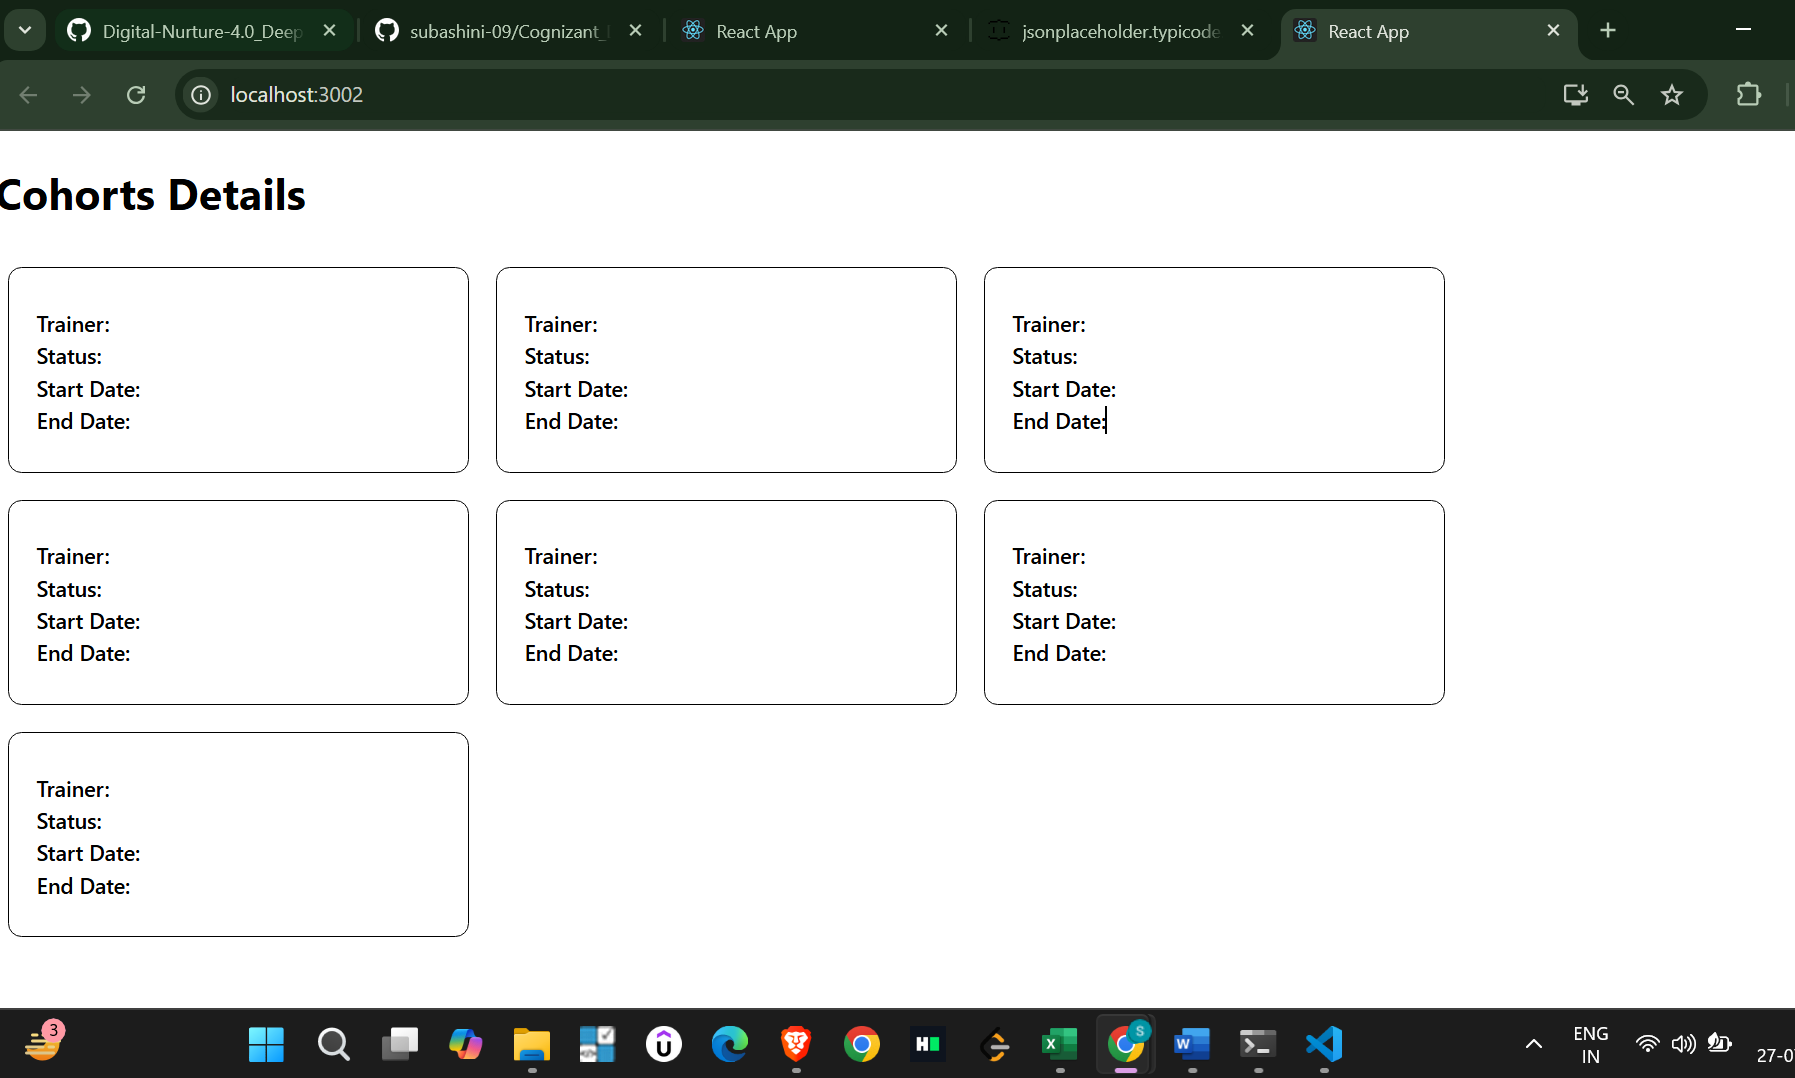 Digital-Nurture-4.0_Deep
subashini-09/Cognizant_
React App
jsonplaceholder.typicode
React App
localhost:3002
Cohorts Details
Trainer:
Status:
Start Date:
End Date:
Trainer:
Status:
Start Date:
End Date:
Trainer:
Status:
Start Date:
End Date:
Trainer:
Status:
Start Date:
End Date:
Trainer:
Status:
Start Date:
End Date:
Trainer:
Status:
Start Date:
End Date:
Trainer:
Status:
Start Date:
End Date:
3
H
X
S
W
ENG
IN
27-0